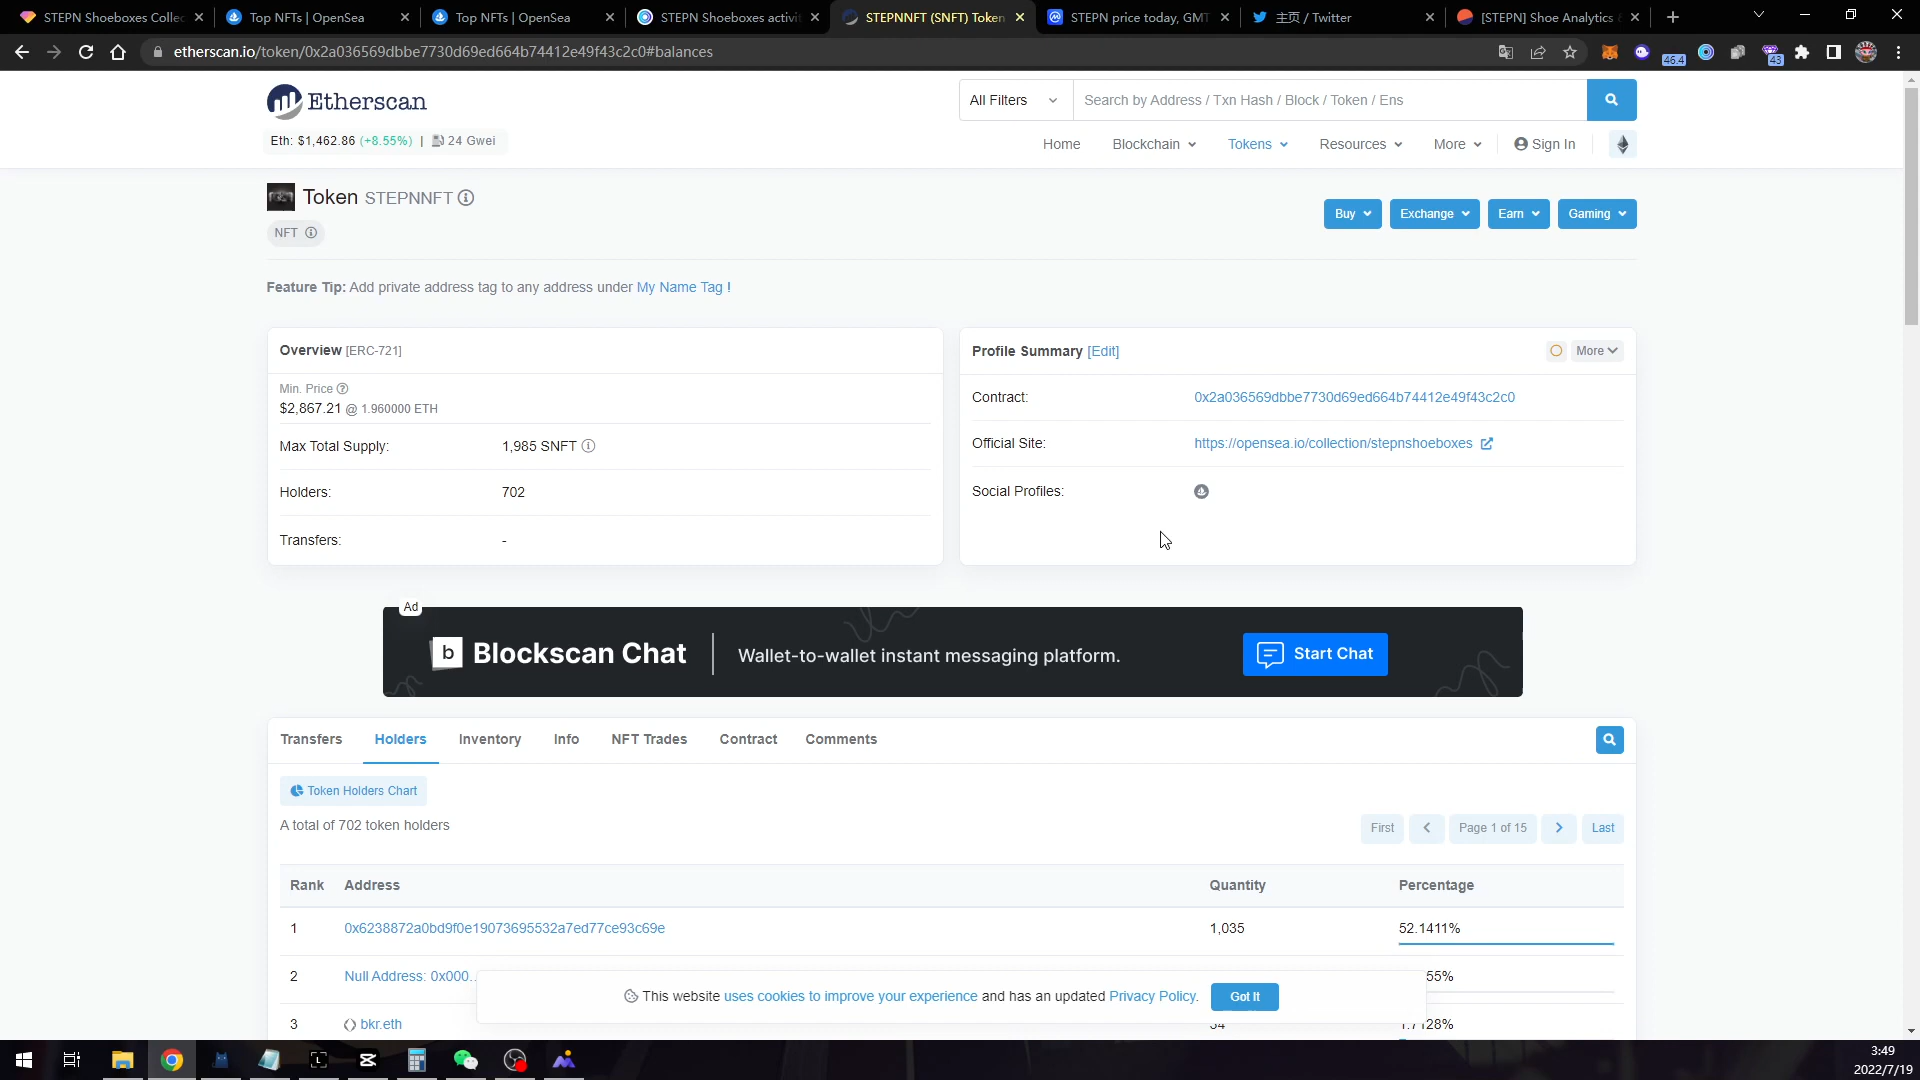 STEPN Shoeboxes Collec
Top NFTs | OpenSea
Top NFTs | OpenSea
STEPN Shoeboxes activi
STEPNNFT (SNFT) Token
STEPN price today, GMT
主页 / Twitter
[STEPN] Shoe Analytics
etherscan.io/token/0x2a036569dbbe7730d69ed664b74412e49f43c2c0#balances
46.4
43
Etherscan
All Filters
Search by Address / Txn Hash / Block / Token / Ens
Eth: $1,462.86 (+8.55%) | 24 Gwei
Home
Blockchain
Tokens
Resources
More
Sign In
Token STEPNNFT
NFT
Buy
Exchange
Earn
Gaming
Feature Tip: Add private address tag to any address under My Name Tag !
Overview [ERC-721]
Min. Price
$2,867.21 @ 1.960000 ETH
Max Total Supply: 1,985 SNFT
Holders: 702
Transfers: -
Profile Summary [Edit]
More
Contract: 0x2a036569dbbe7730d69ed664b74412e49f43c2c0
Official Site: https://opensea.io/collection/stepnshoeboxes
Social Profiles:
Ad
b Blockscan Chat
Wallet-to-wallet instant messaging platform.
Start Chat
Transfers
Holders
Inventory
Info
NFT Trades
Contract
Comments
Token Holders Chart
A total of 702 token holders
First
Page 1 of 15
Last
Rank Address Quantity Percentage
1 0x6238872a0bd9f0e19073695532a7ed77ce93c69e 1,035 52.1411%
2 Null Address: 0x000... 55%
This website uses cookies to improve your experience and has an updated Privacy Policy.
Got It
3 bkr.eth 34 1.7128%
3:49
2022/7/19